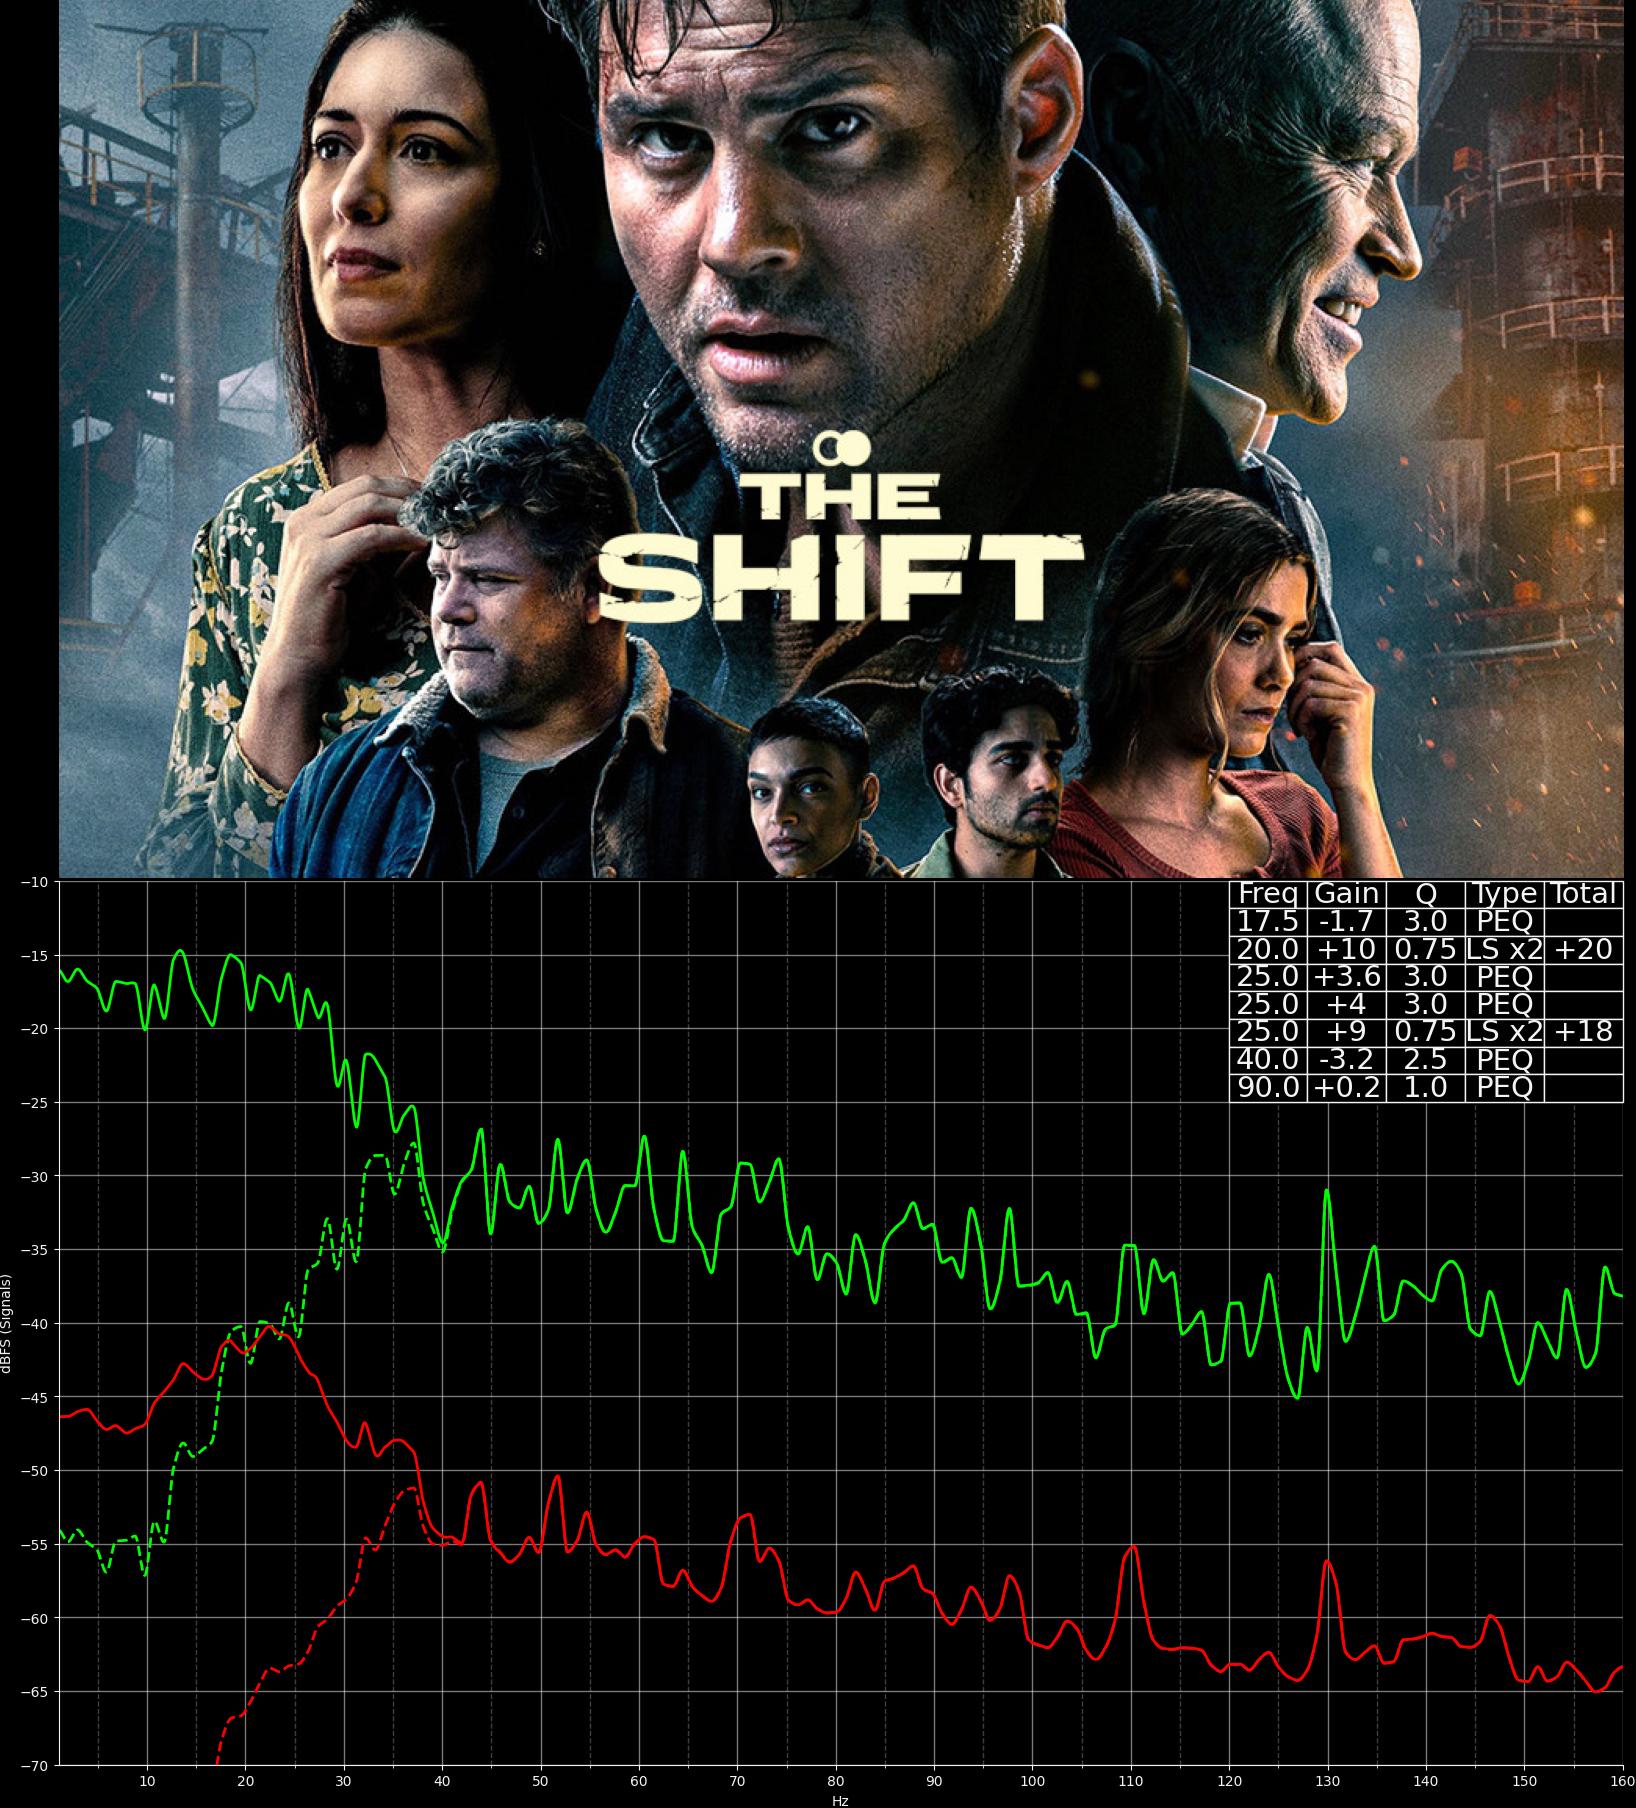 THE
SHIFT
Freq Gain Q Type Total
17.5 -1.7 3.0 PEQ
20.0 +10 0.75 LS x2 +20
25.0 +3.6 3.0 PEQ
25.0 +4 3.0 PEQ
25.0 +9 0.75 LS x2 +18
40.0 -3.2 2.5 PEQ
90.0 +0.2 1.0 PEQ
−10
−15
−20
−25
−30
−35
−40
−45
−50
−55
−60
−65
−70
dBFS (Signals)
10 20 30 40 50 60 70 80 90 100 110 120 130 140 150 160
Hz